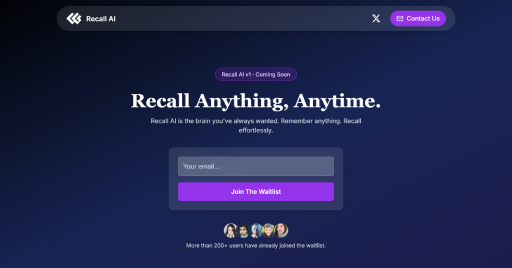 Recall AI
Contact Us
Recall AI v1 - Coming Soon
Recall Anything, Anytime.
Recall AI is the brain you've always wanted. Remember anything. Recall
effortlessly.
Your email...
Join The Waitlist
More than 200+ users have already joined the waitlist.